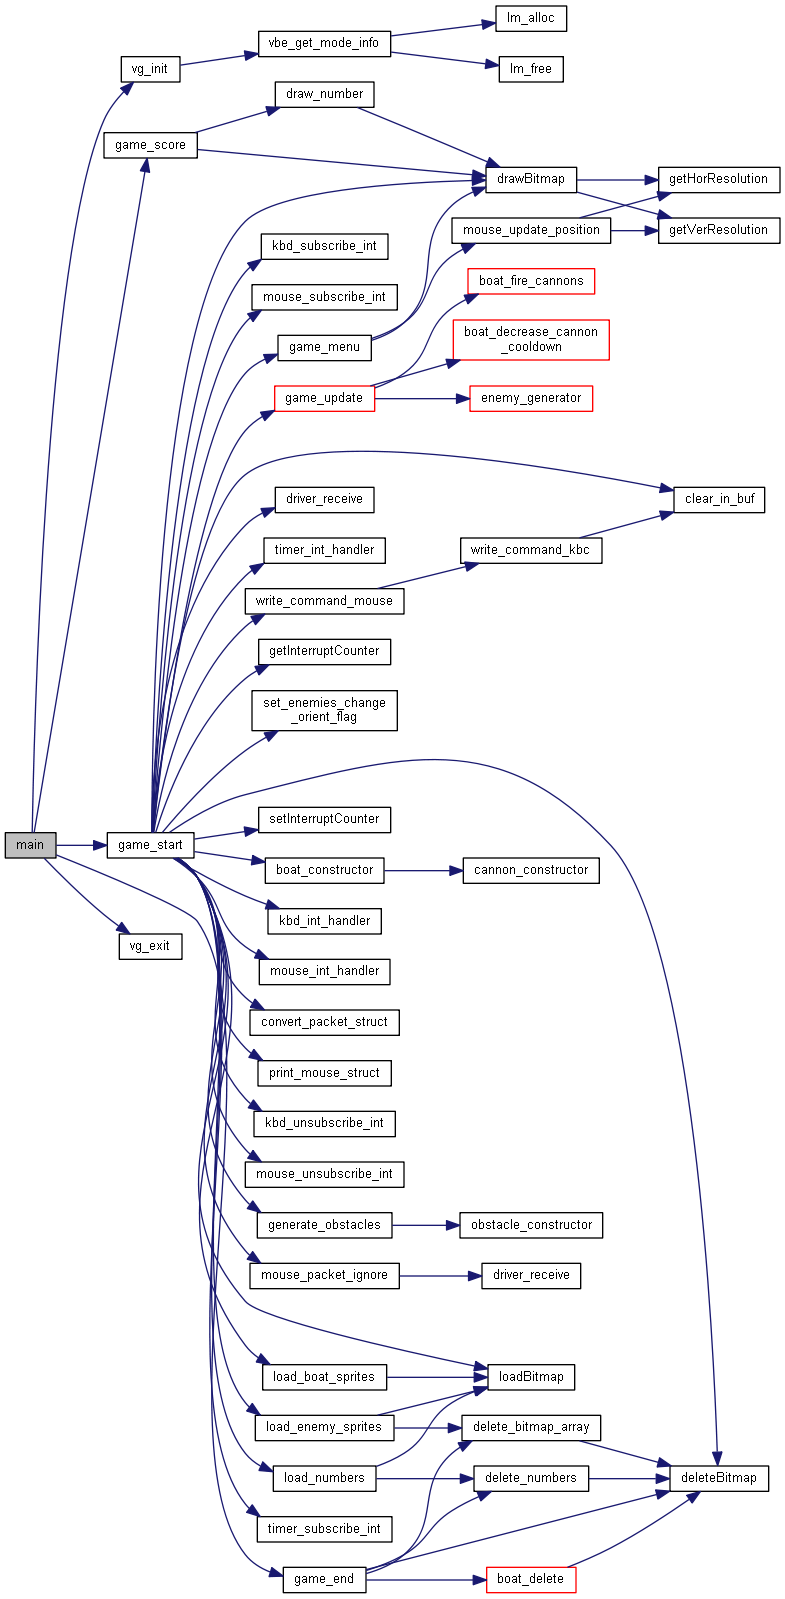 lm_alloc
vbe_get_mode_info
vg_init
lm_free
draw_number
game_score
drawBitmap
getHorResolution
mouse_update_position
getVerResolution
kbd_subscribe_int
boat_fire_cannons
mouse_subscribe_int
boat_decrease_cannon
_cooldown
game_menu
game_update
enemy_generator
driver_receive
clear_in_buf
timer_int_handler
write_command_kbc
write_command_mouse
getInterruptCounter
set_enemies_change
_orient_flag
setInterruptCounter
main
game_start
boat_constructor
cannon_constructor
kbd_int_handler
vg_exit
mouse_int_handler
convert_packet_struct
print_mouse_struct
kbd_unsubscribe_int
mouse_unsubscribe_int
generate_obstacles
obstacle_constructor
mouse_packet_ignore
driver_receive
load_boat_sprites
loadBitmap
load_enemy_sprites
delete_bitmap_array
load_numbers
delete_numbers
deleteBitmap
timer_subscribe_int
game_end
boat_delete